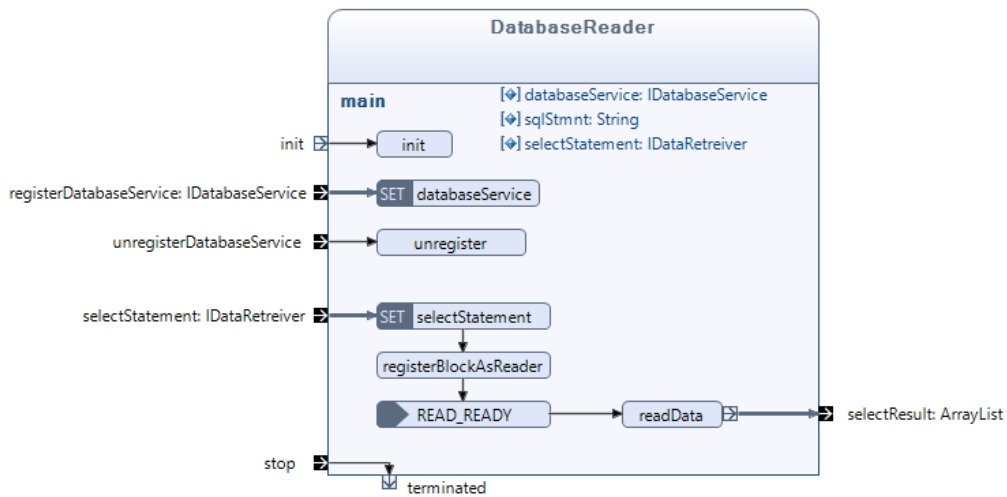 DatabaseReader
main
databaseService: IDatabaseService
sqlStmnt: String
selectStatement: IDataRetreiver
init
init
registerDatabaseService: IDatabaseService
SET databaseService
unregisterDatabaseService
unregister
selectStatement: IDataRetreiver
SET selectStatement
registerBlockAsReader
READ_READY
readData
selectResult: ArrayList
stop
terminated